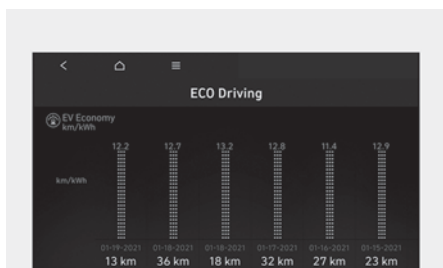 ECO Driving
EV Economy
km/kWh
12.2 12.7 13.2 12.8 11.4 12.9
km/kWh
01-19-2021 01-18-2021 01-18-2021 01-17-2021 01-16-2021 01-15-2021
13 km 36 km 18 km 32 km 27 km 23 km